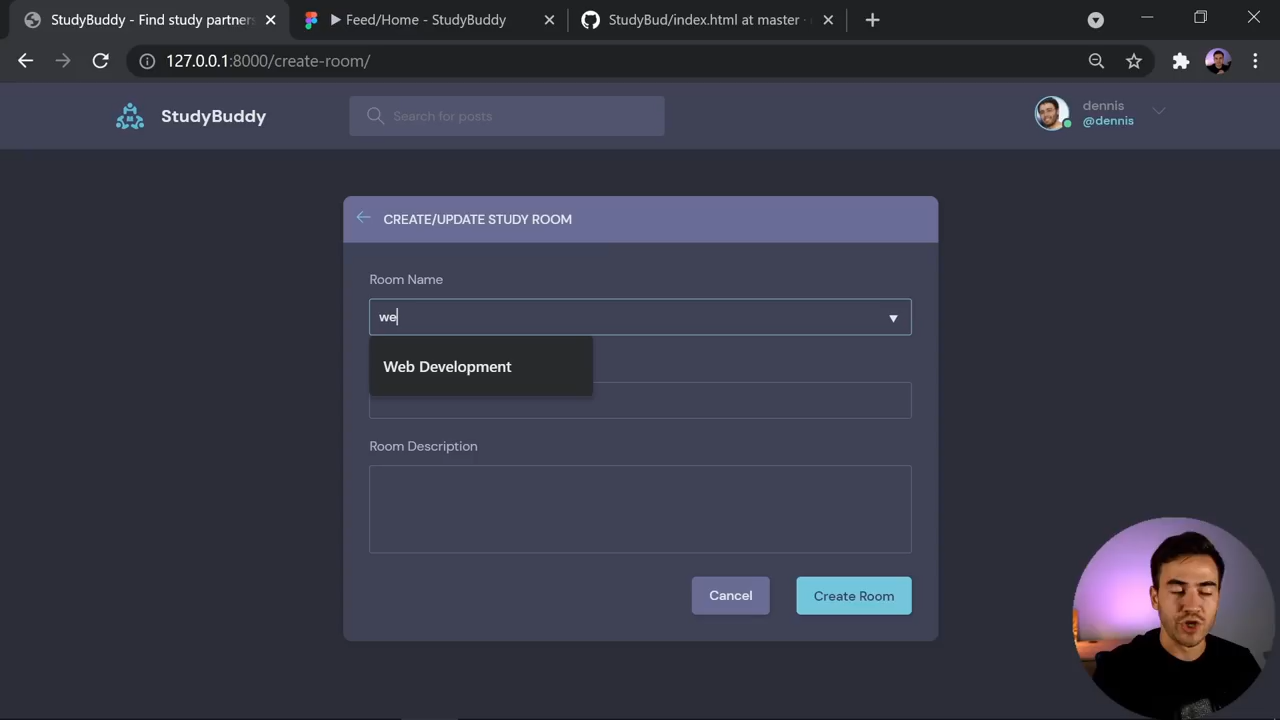 StudyBuddy - Find study partners
Feed/Home - StudyBuddy
StudyBud/index.html at master ·
127.0.0.1:8000/create-room/
StudyBuddy
Search for posts
dennis
@dennis
CREATE/UPDATE STUDY ROOM
Room Name
we
Web Development
Room Description
Cancel
Create Room